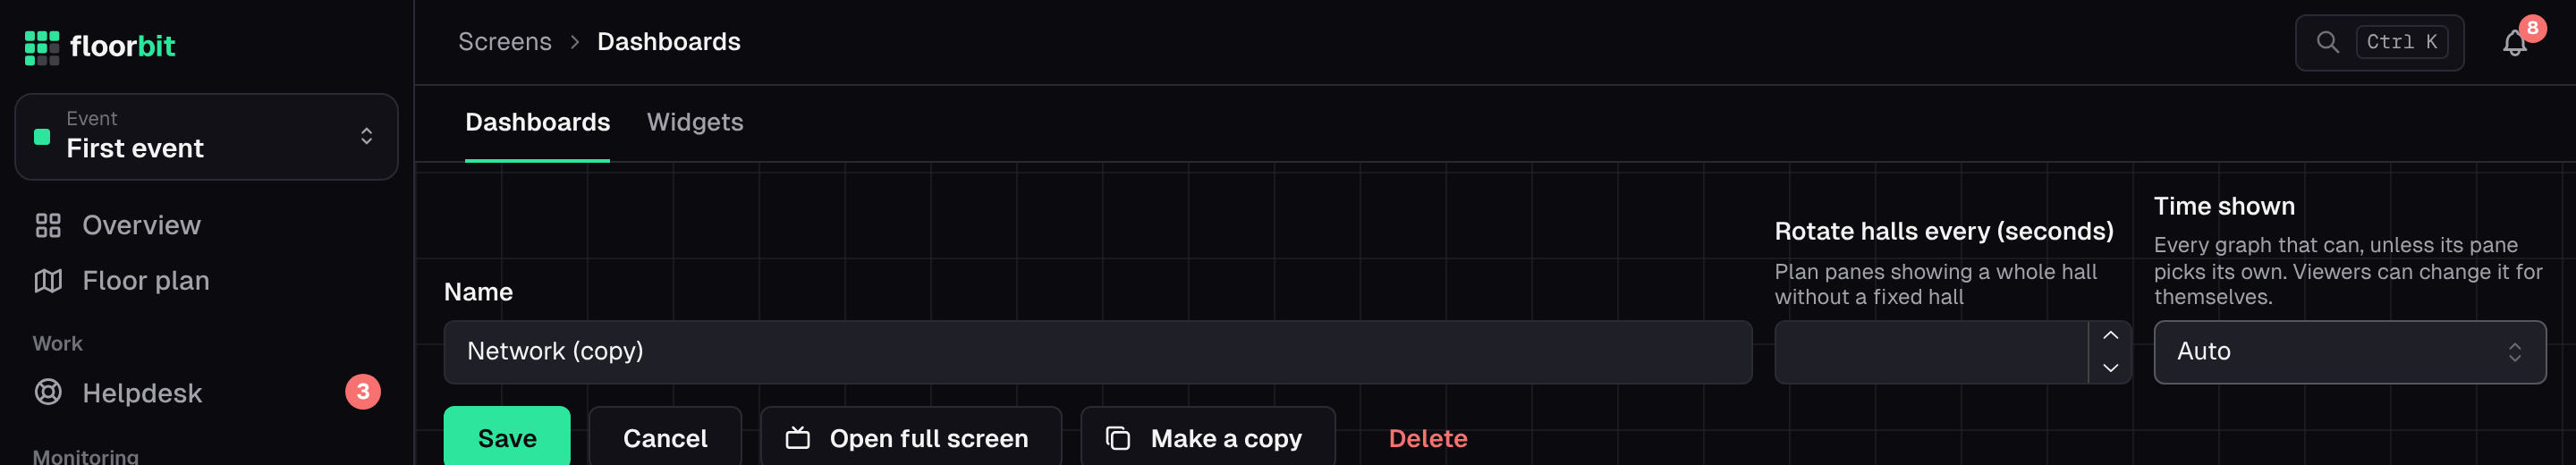 floorbit
Screens > Dashboards
Ctrl K
8
Event
First event
Dashboards
Widgets
Overview
Floor plan
Work
Helpdesk
3
Monitoring
Name
Network (copy)
Rotate halls every (seconds)
Plan panes showing a whole hall
without a fixed hall
Time shown
Every graph that can, unless its pane
picks its own. Viewers can change it for
themselves.
Auto
Save
Cancel
Open full screen
Make a copy
Delete